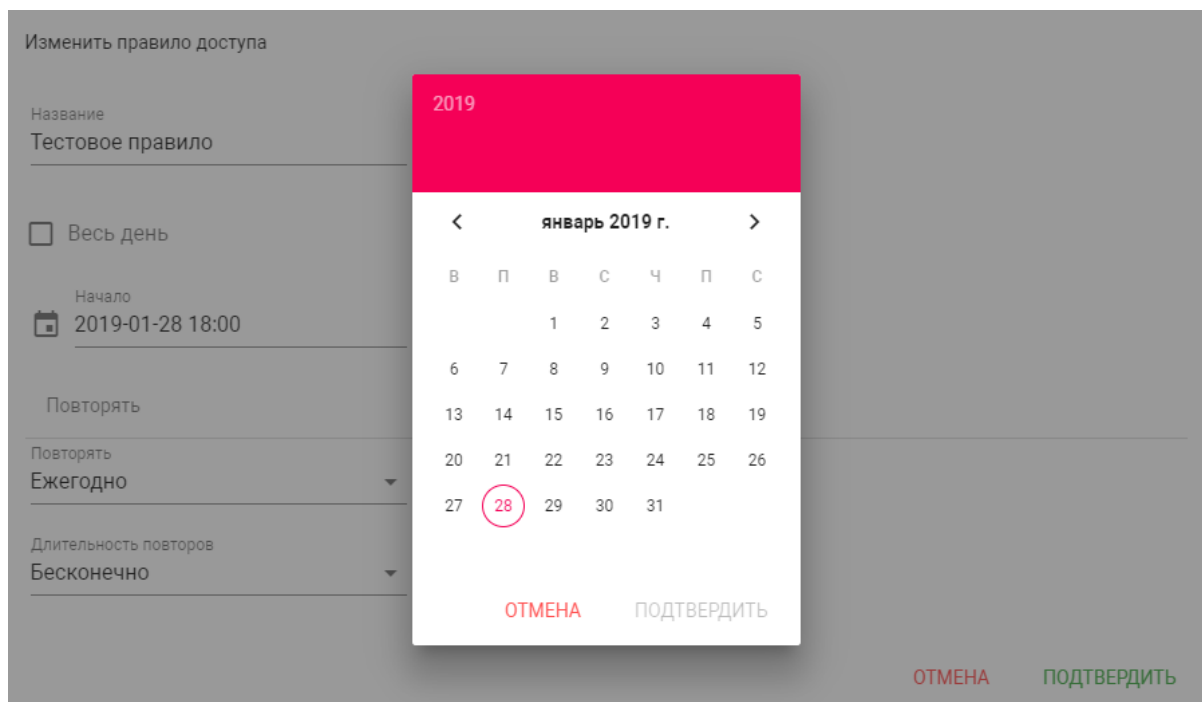 Изменить правило доступа
Название
Тестовое правило
Весь день
Начало
2019-01-28 18:00
Повторять
Повторять
Ежегодно
Длительность повторов
Бесконечно
2019
январь 2019 г.
В П В С Ч П С
1 2 3 4 5
6 7 8 9 10 11 12
13 14 15 16 17 18 19
20 21 22 23 24 25 26
27 28 29 30 31
ОТМЕНА ПОДТВЕРДИТЬ
ОТМЕНА ПОДТВЕРДИТЬ